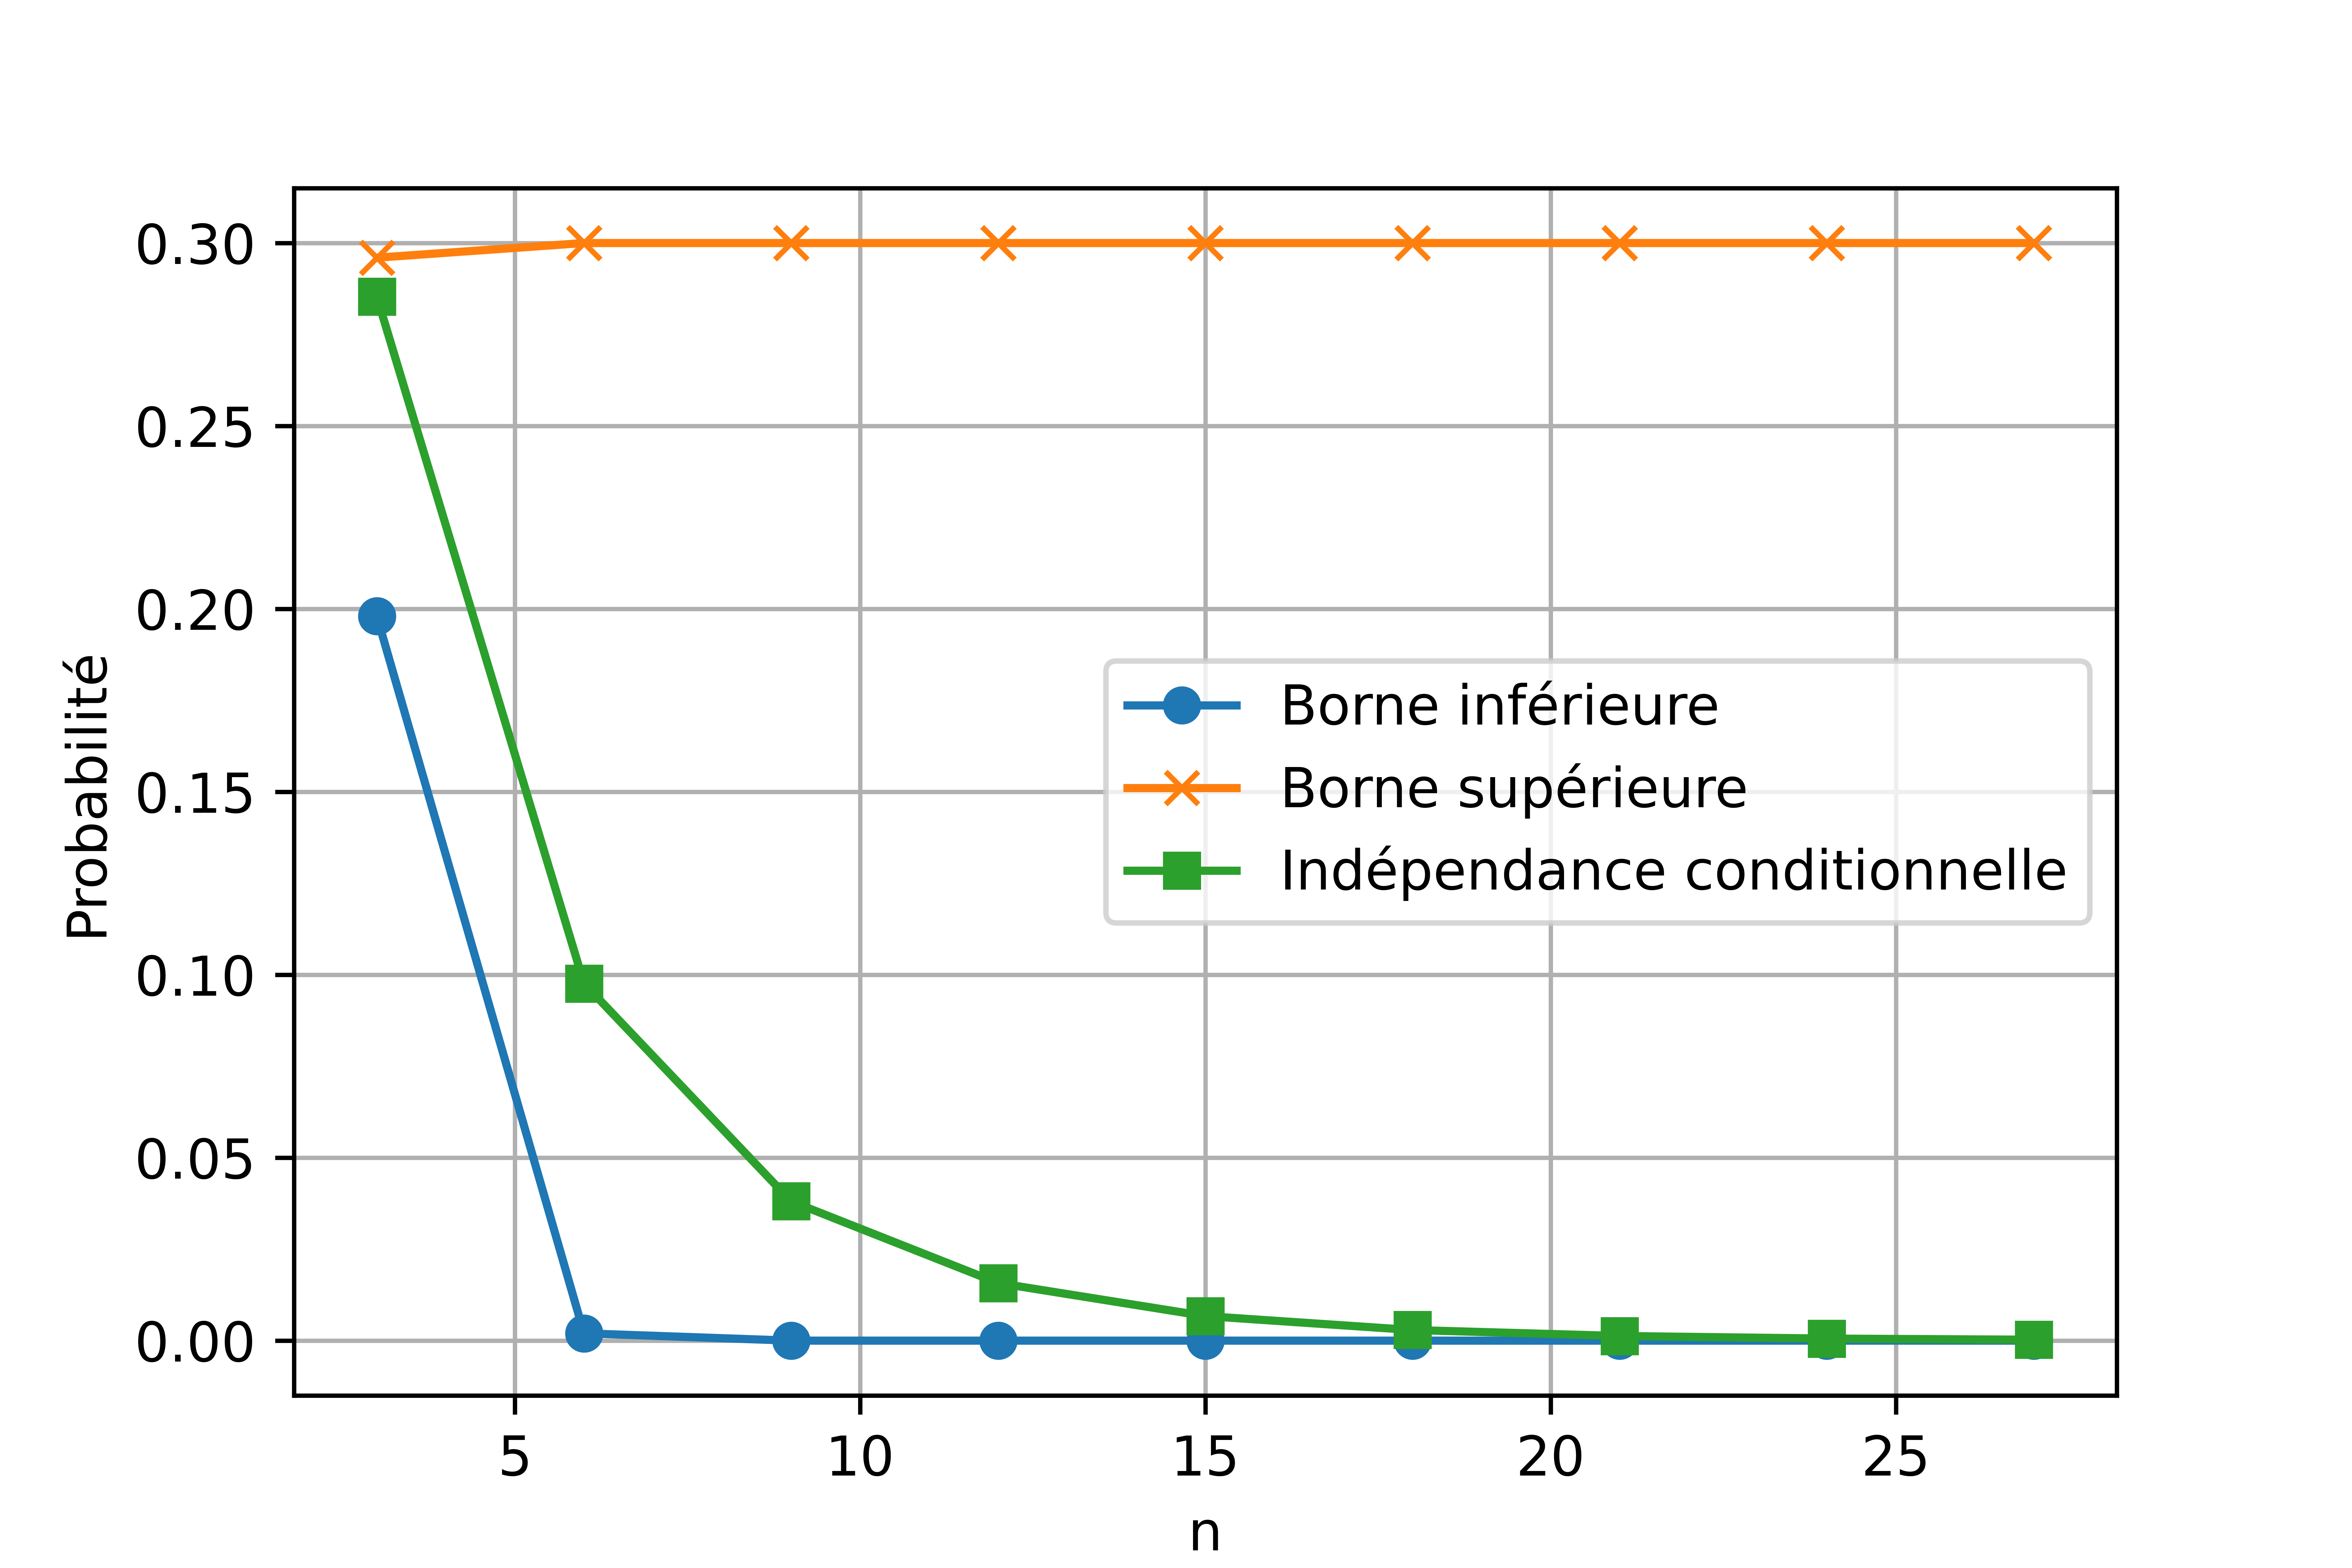 0.30
0.25
0.20
0.15
0.10
0.05
0.00
Probabilité
Borne inférieure
Borne supérieure
Indépendance conditionnelle
5
10
15
20
25
n